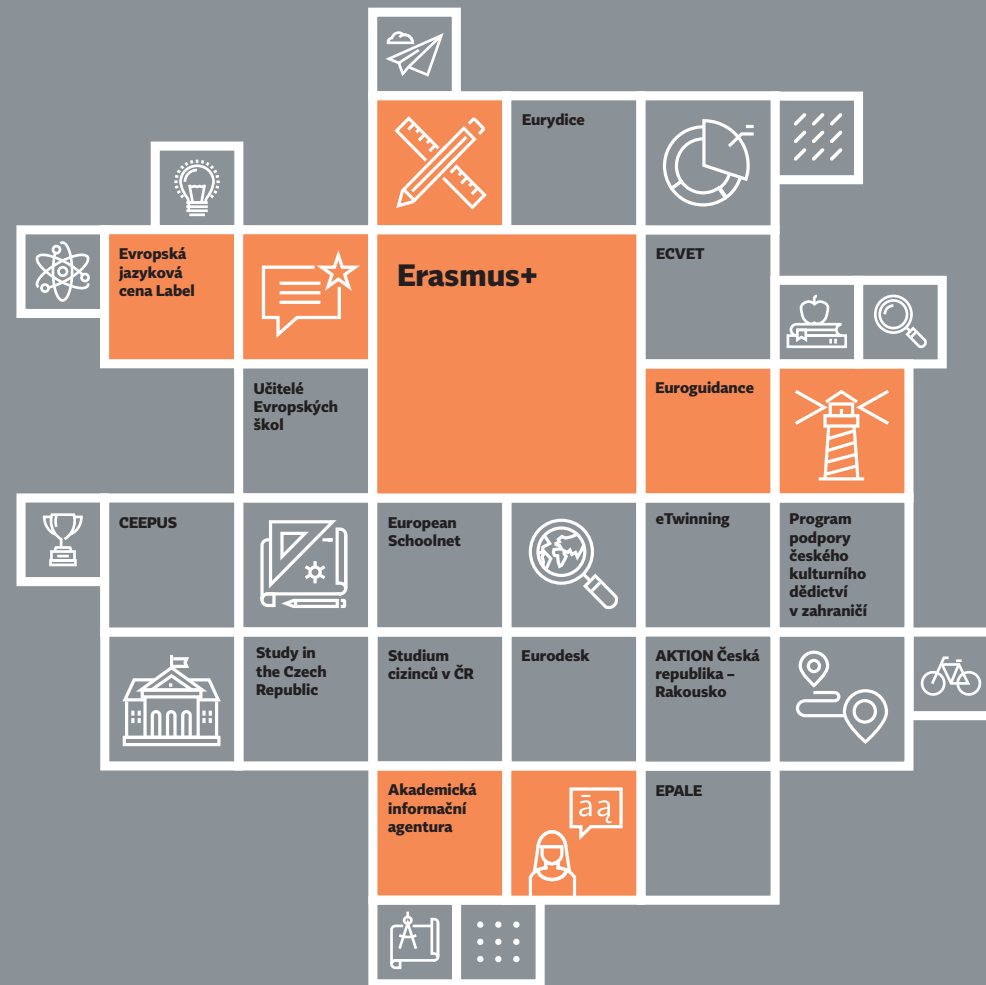 Eurydice
Evropská
jazyková
cena Label
Erasmus+
ECVET
Učitelé
Evropských
škol
Euroguidance
CEEPUS
European
Schoolnet
eTwinning
Program
podpory
českého
kulturního
dědictví
v zahraničí
Study in
the Czech
Republic
Studium
cizinců v ČR
Eurodesk
AKTION Česká
republika –
Rakousko
Akademická
informační
agentura
āą
EPALE